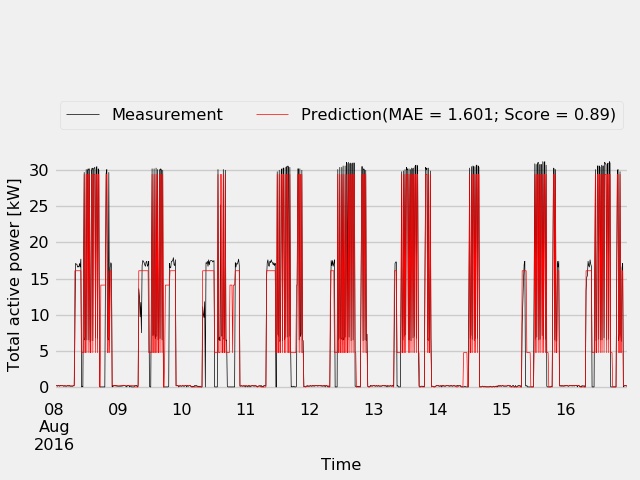 Measurement
Prediction(MAE = 1.601; Score = 0.89)
Total active power [kW]
30
25
20
15
10
5
0
08 09 10 11 12 13 14 15 16
Aug
2016
Time